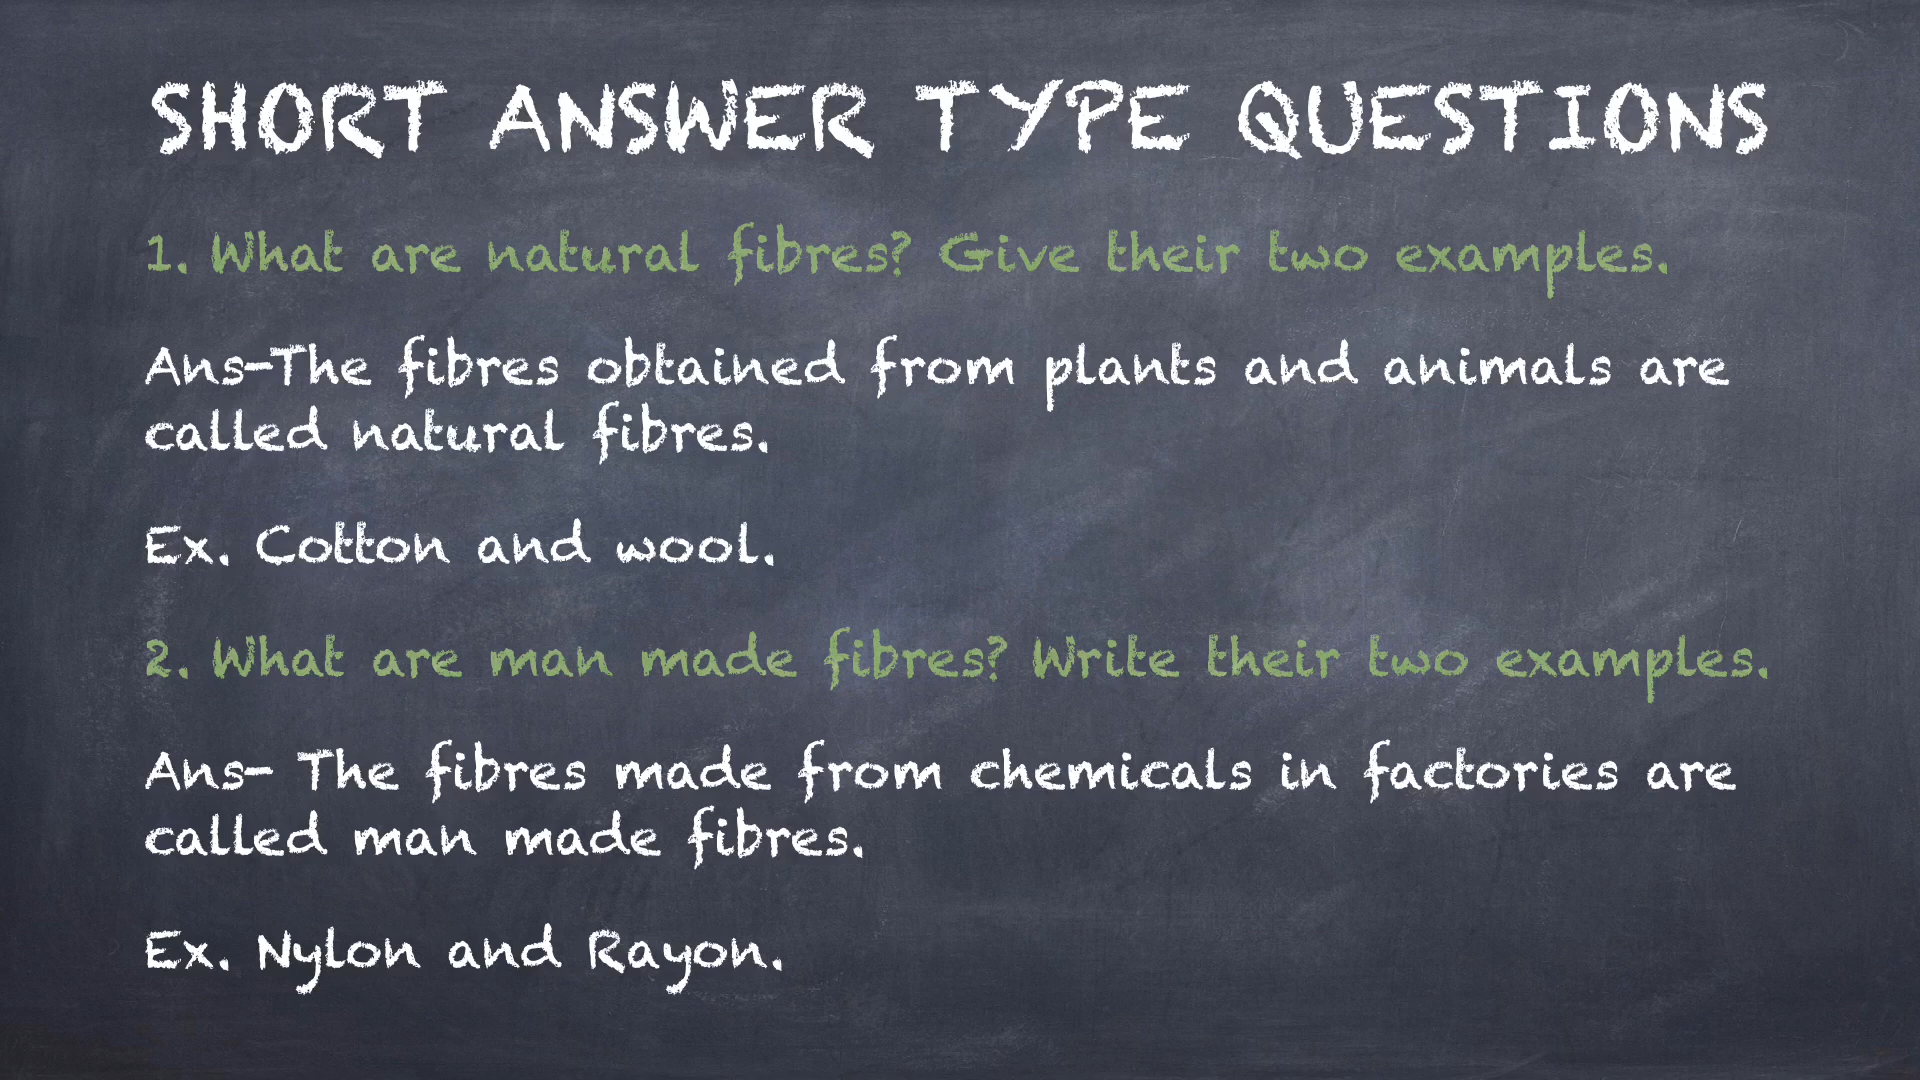 SHORT ANSWER TYPE QUESTIONS
1. What are natural fibres? Give their two examples.
Ans-The fibres obtained from plants and animals are
called natural fibres.
Ex. Cotton and wool.
2. What are man made fibres? Write their two examples.
Ans- The fibres made from chemicals in factories are
called man made fibres.
Ex. Nylon and Rayon.